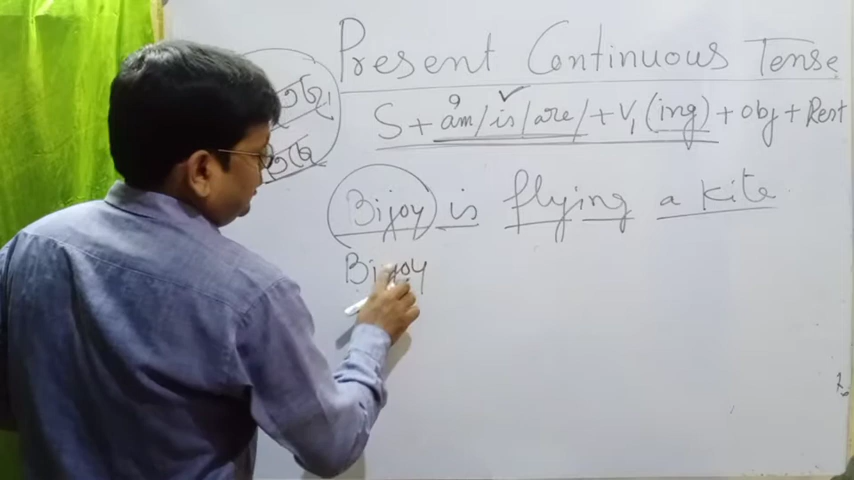 Present Continuous Tense
S + am/is/are/+V₁(ing) + obj + Rest
Bijoy is flying a kite
Bijoy